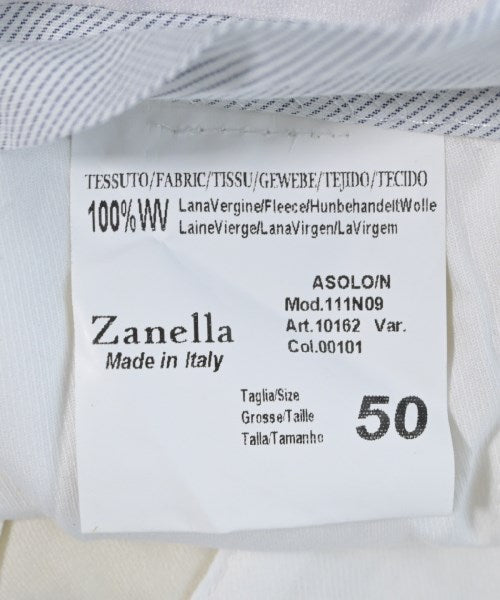 TESSUTO/FABRIC/TISSU/GEWEBE/TEJIDO/TECIDO
100%WV LanaVergine/Fleece/HunbehandeltWolle
LaineVierge/LanaVirgen/LaVirgem
ASOLO/N
Mod.111N09
Art.10162 Var.
Col.00101
Zanella
Made in Italy
Taglia/Size
Grosse/Taille
Talla/Tamanho
50